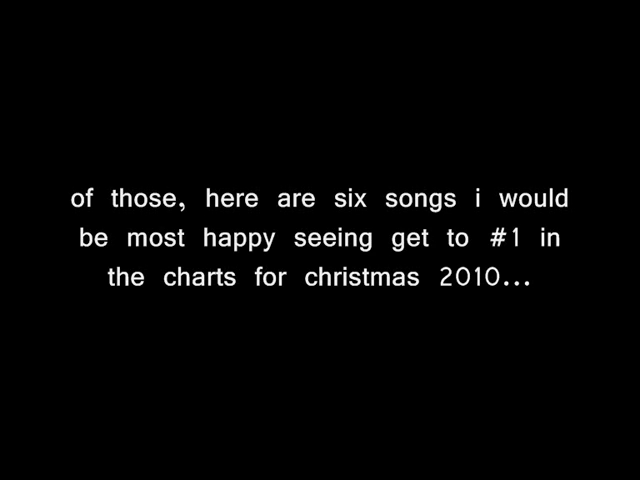 of those, here are six songs i would
be most happy seeing get to #1 in
the charts for christmas 2010...